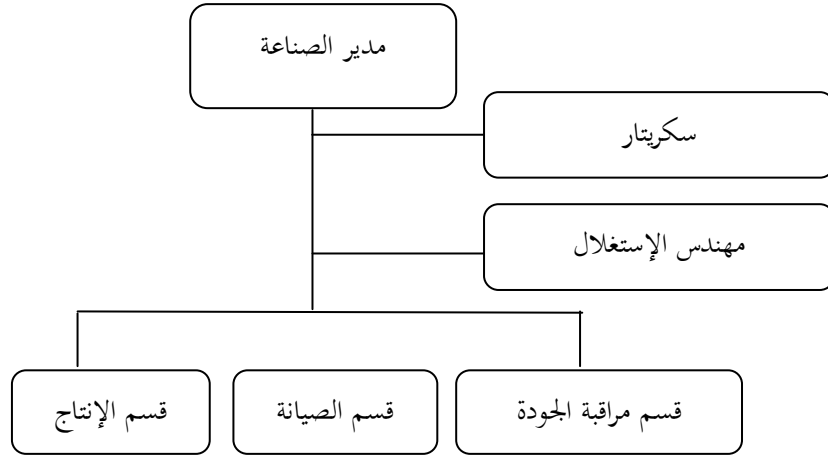 مدير الصناعة
سكريتار
مهندس الإستغلال
قسم مراقبة الجودة
قسم الصيانة
قسم الإنتاج